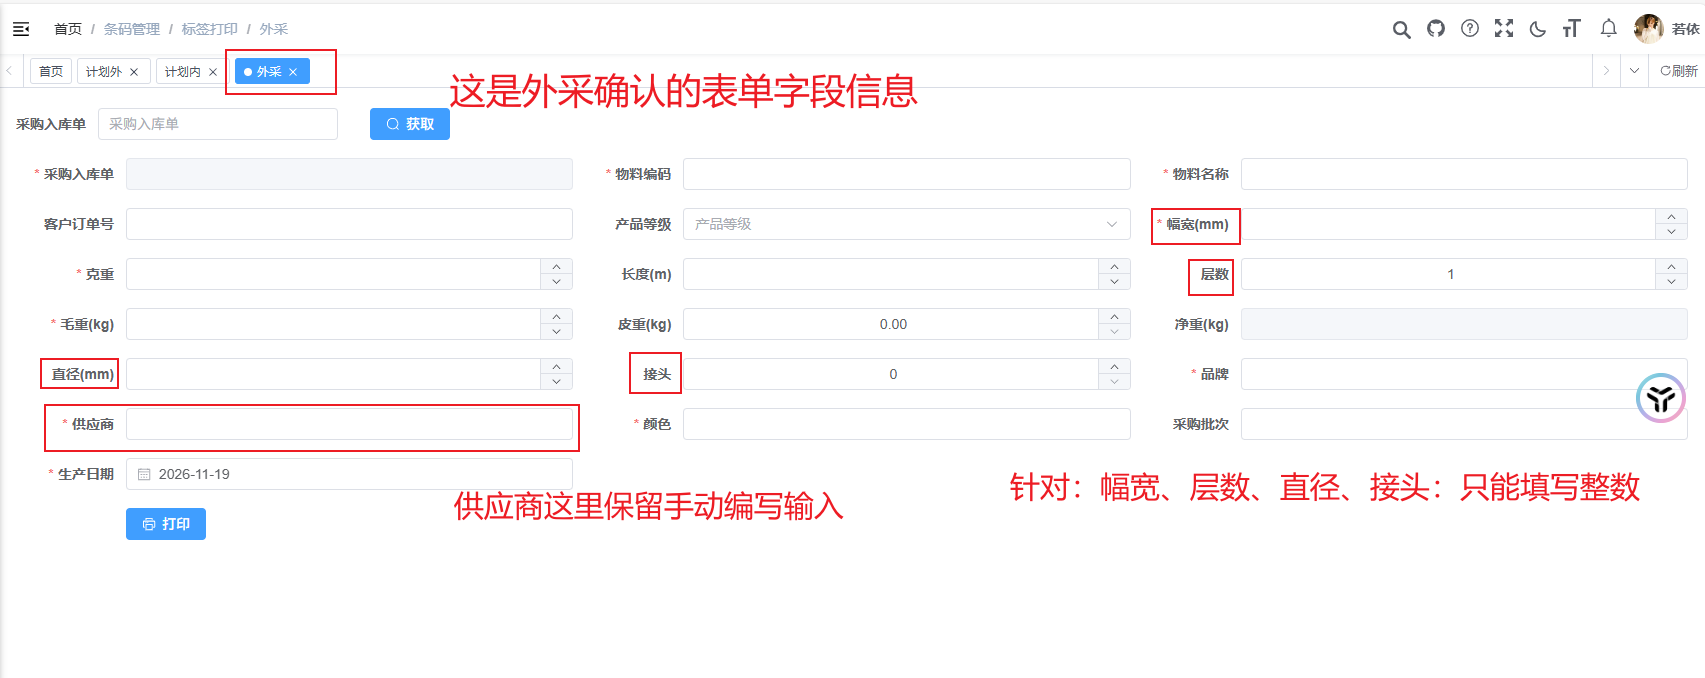 首页 / 条码管理 / 标签打印 / 外采
若依
首页 计划外 × 计划内 × 外采 ×
刷新
这是外采确认的表单字段信息
采购入库单 采购入库单 获取
* 采购入库单 * 物料编码 * 物料名称
客户订单号 产品等级 产品等级 * 幅宽(mm)
* 克重 长度(m) 层数 1
* 毛重(kg) 皮重(kg) 0.00 净重(kg)
直径(mm) 接头 0 * 品牌
* 供应商 * 颜色 采购批次
* 生产日期 2026-11-19
供应商这里保留手动编写输入
针对：幅宽、层数、直径、接头：只能填写整数
打印